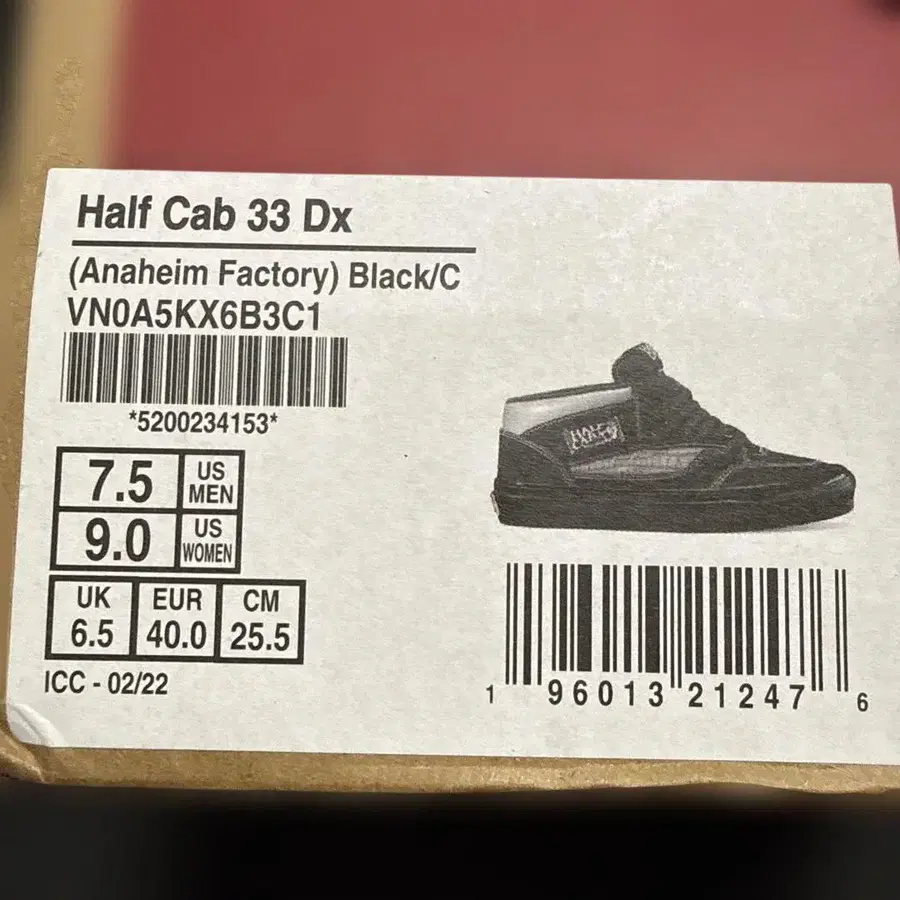 Half Cab 33 Dx
(Anaheim Factory) Black/C
VN0A5KX6B3C1
*5200234153*
7.5 US MEN
9.0 US WOMEN
UK EUR CM
6.5 40.0 25.5
ICC - 02/22
1 96013 21247 6